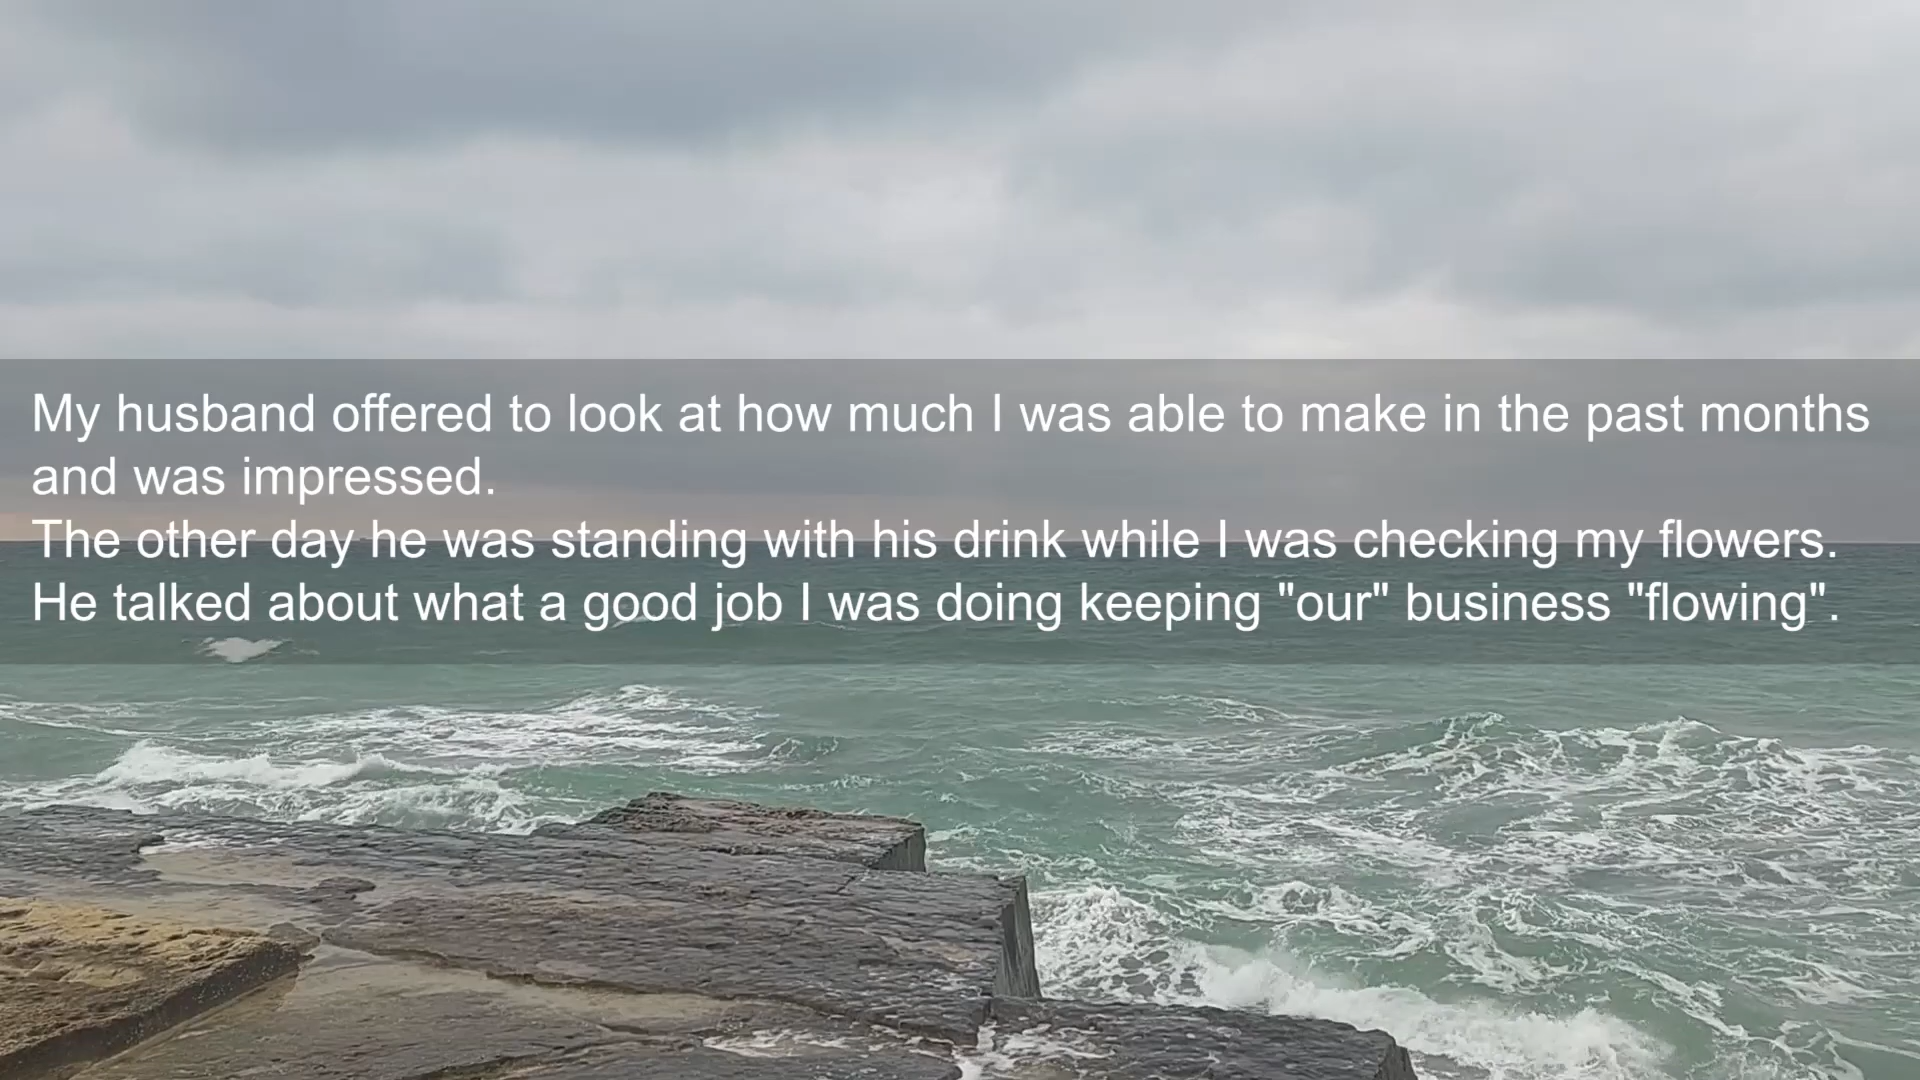 My husband offered to look at how much I was able to make in the past months
and was impressed.
The other day he was standing with his drink while I was checking my flowers.
He talked about what a good job I was doing keeping "our" business "flowing".